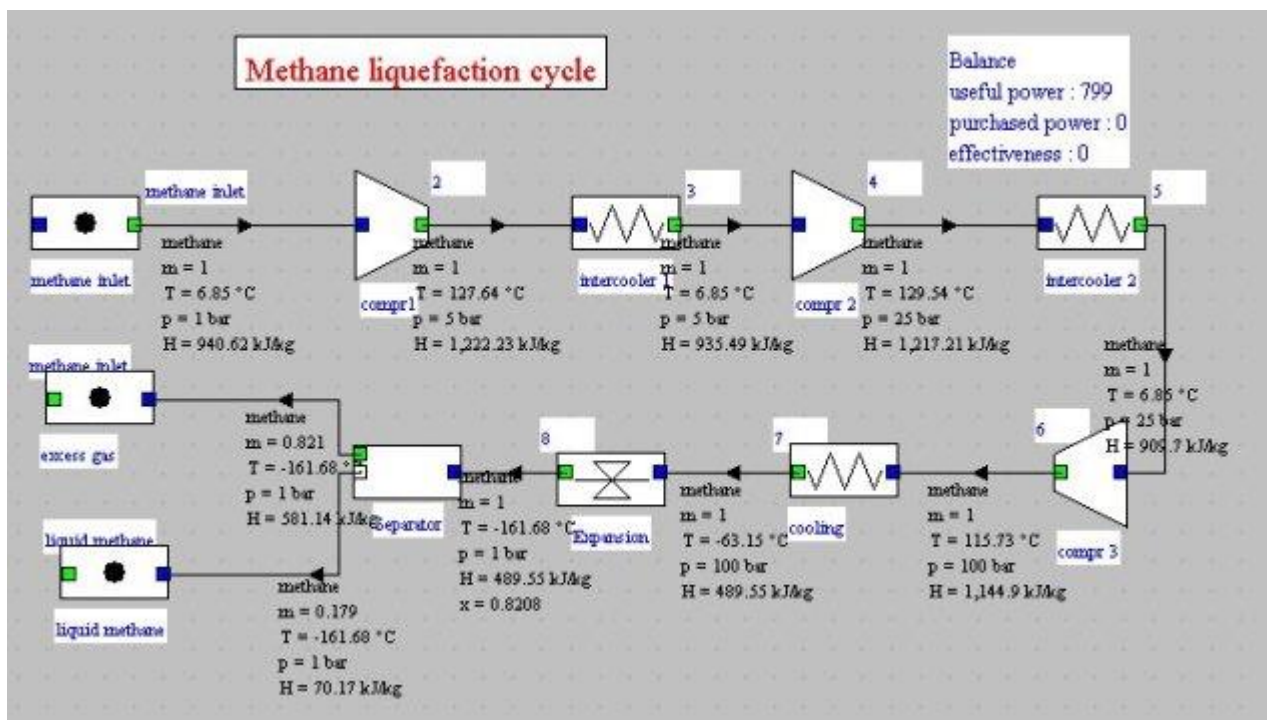 Methane liquefaction cycle
Balance
useful power : 799
purchased power : 0
effectiveness : 0
methane inlet
2
3
4
5
methane inlet
compr1
intercooler 1
compr 2
intercooler 2
methane
m = 1
T = 6.85 °C
p = 1 bar
H = 940.62 kJ/kg
methane
m = 1
T = 127.64 °C
p = 5 bar
H = 1,222.23 kJ/kg
methane
m = 1
T = 6.85 °C
p = 5 bar
H = 935.49 kJ/kg
methane
m = 1
T = 129.54 °C
p = 25 bar
H = 1,217.21 kJ/kg
methane
m = 1
T = 6.85 °C
p = 25 bar
H = 909.7 kJ/kg
methane inlet
excess gas
methane
m = 0.821
T = -161.68 °
p = 1 bar
H = 581.14 kJ/kg
Separator
8
Expansion
7
cooling
6
compr 3
methane
m = 1
T = -161.68 °C
p = 1 bar
H = 489.55 kJ/kg
x = 0.8208
methane
m = 1
T = -63.15 °C
p = 100 bar
H = 489.55 kJ/kg
methane
m = 1
T = 115.73 °C
p = 100 bar
H = 1,144.9 kJ/kg
liquid methane
liquid methane
methane
m = 0.179
T = -161.68 °C
p = 1 bar
H = 70.17 kJ/kg